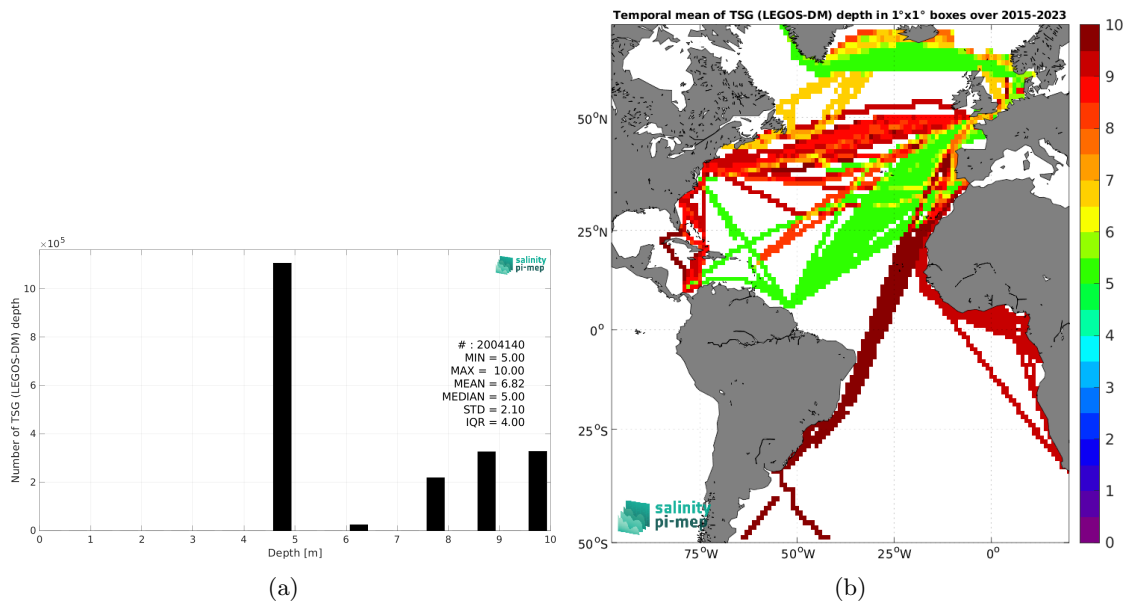 ×10⁵
10
8
6
4
2
0
Number of TSG (LEGOS-DM) depth
salinity
pi-mep
# : 2004140
MIN = 5.00
MAX = 10.00
MEAN = 6.82
MEDIAN = 5.00
STD = 2.10
IQR = 4.00
0 1 2 3 4 5 6 7 8 9 10
Depth [m]
(a)
Temporal mean of TSG (LEGOS-DM) depth in 1°x1° boxes over 2015-2023
50°N
25°N
0°
25°S
50°S
75°W 50°W 25°W 0°
salinity
pi-mep
10
9
8
7
6
5
4
3
2
1
0
(b)